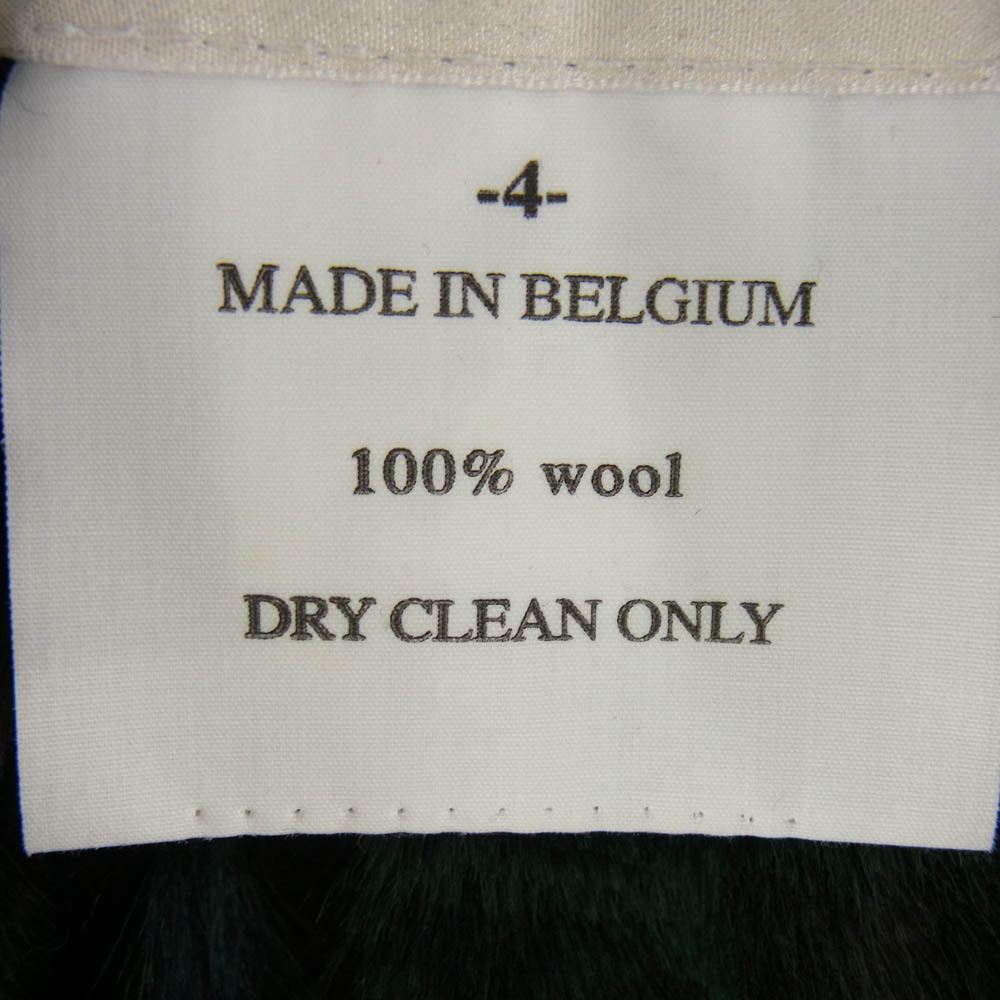 -4-
MADE IN BELGIUM
100% wool
DRY CLEAN ONLY